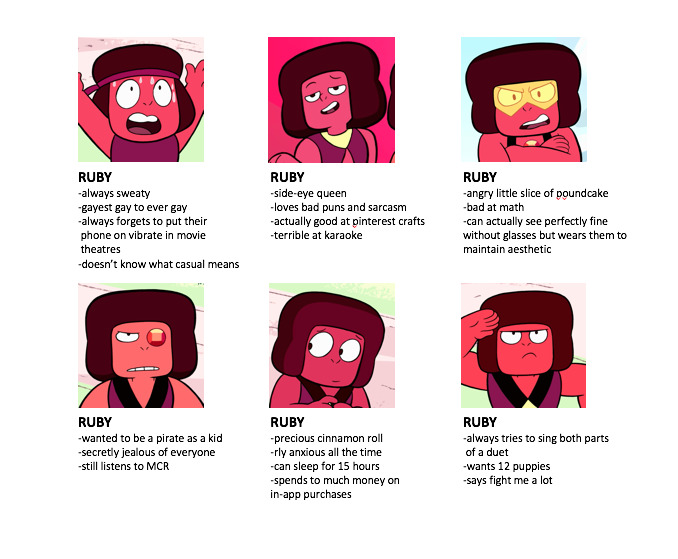 RUBY
-always sweaty
-gayest gay to ever gay
-always forgets to put their
phone on vibrate in movie
theatres
-doesn't know what casual means
RUBY
-side-eye queen
-loves bad puns and sarcasm
-actually good at pinterest crafts
-terrible at karaoke
RUBY
-angry little slice of poundcake
-bad at math
-can actually see perfectly fine
without glasses but wears them to
maintain aesthetic
RUBY
-wanted to be a pirate as a kid
-secretly jealous of everyone
-still listens to MCR
RUBY
-precious cinnamon roll
-rly anxious all the time
-can sleep for 15 hours
-spends to much money on
in-app purchases
RUBY
-always tries to sing both parts
of a duet
-wants 12 puppies
-says fight me a lot